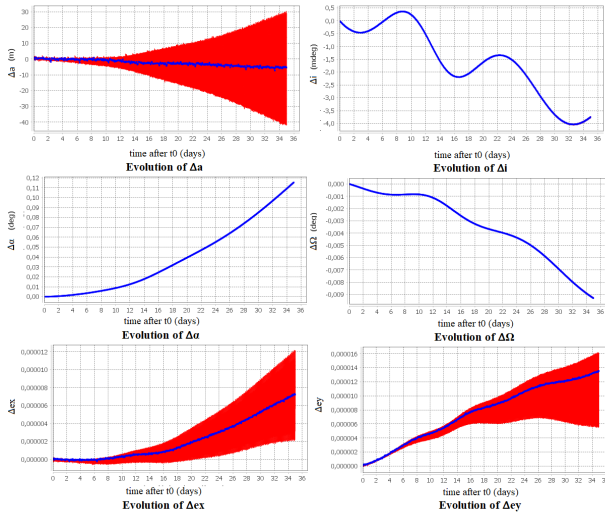 Δa (m)
30
20
10
0
-10
-20
-30
-40
0 2 4 6 8 10 12 14 16 18 20 22 24 26 28 30 32 34 36
time after t0 (days)
Evolution of Δa
Δi (mdeg)
0,5
0,0
-0,5
-1,0
-1,5
-2,0
-2,5
-3,0
-3,5
-4,0
0 2 4 6 8 10 12 14 16 18 20 22 24 26 28 30 32 34 36
time after t0 (days)
Evolution of Δi
Δα (deg)
0,12
0,11
0,10
0,09
0,08
0,07
0,06
0,05
0,04
0,03
0,02
0,01
0,00
0 2 4 6 8 10 12 14 16 18 20 22 24 26 28 30 32 34 36
time after t0 (days)
Evolution of Δα
ΔΩ (deg)
0,000
-0,001
-0,002
-0,003
-0,004
-0,005
-0,006
-0,007
-0,008
-0,009
0 2 4 6 8 10 12 14 16 18 20 22 24 26 28 30 32 34 36
time after t0 (days)
Evolution of ΔΩ
Δex
0,000012
0,000008
0,000006
0,000004
0,000002
0,000000
0 2 4 6 8 10 12 14 16 18 20 22 24 26 28 30 32 34 36
time after t0 (days)
Evolution of Δex
Δey
0,000016
0,000014
0,000012
0,000010
0,000008
0,000006
0,000004
0,000002
0,000000
0 2 4 6 8 10 12 14 16 18 20 22 24 26 28 30 32 34 36
time after t0 (days)
Evolution of Δey